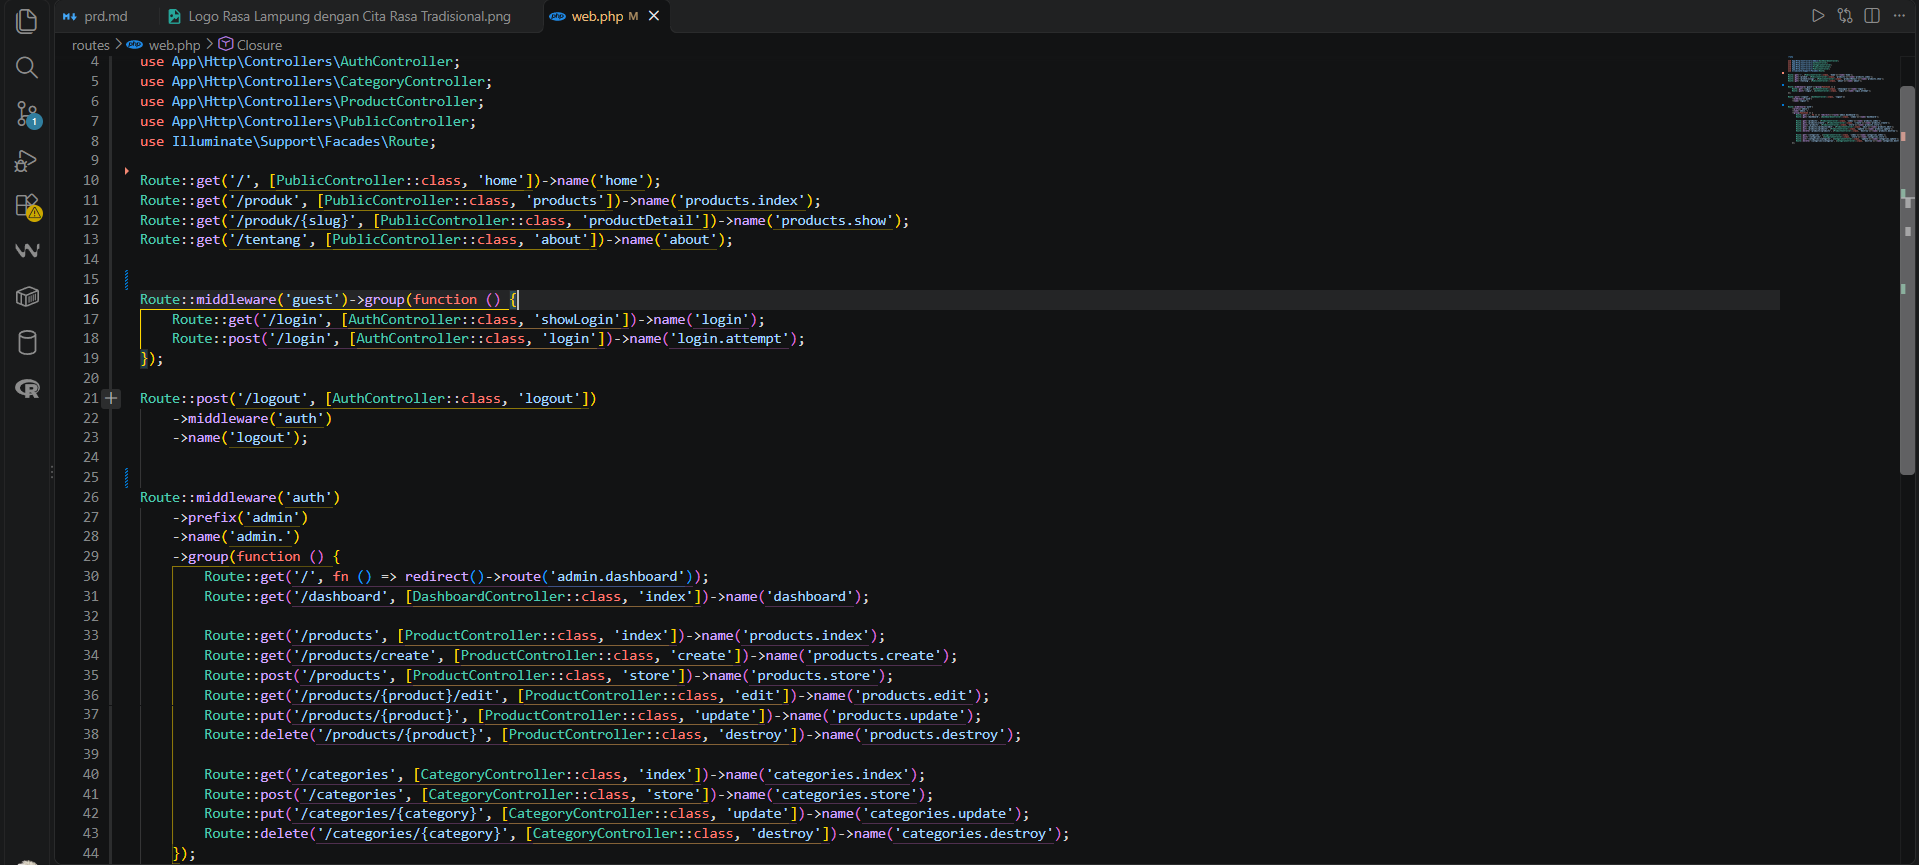 prd.md
Logo Rasa Lampung dengan Cita Rasa Tradisional.png
web.php M
routes > web.php > Closure
4 use App\Http\Controllers\AuthController;
5 use App\Http\Controllers\CategoryController;
6 use App\Http\Controllers\ProductController;
7 use App\Http\Controllers\PublicController;
8 use Illuminate\Support\Facades\Route;
9
10 Route::get('/', [PublicController::class, 'home'])->name('home');
11 Route::get('/produk', [PublicController::class, 'products'])->name('products.index');
12 Route::get('/produk/{slug}', [PublicController::class, 'productDetail'])->name('products.show');
13 Route::get('/tentang', [PublicController::class, 'about'])->name('about');
14
15
16 Route::middleware('guest')->group(function () {
17 Route::get('/login', [AuthController::class, 'showLogin'])->name('login');
18 Route::post('/login', [AuthController::class, 'login'])->name('login.attempt');
19 });
20
21 Route::post('/logout', [AuthController::class, 'logout'])
22 ->middleware('auth')
23 ->name('logout');
24
25
26 Route::middleware('auth')
27 ->prefix('admin')
28 ->name('admin.')
29 ->group(function () {
30 Route::get('/', fn () => redirect()->route('admin.dashboard'));
31 Route::get('/dashboard', [DashboardController::class, 'index'])->name('dashboard');
32
33 Route::get('/products', [ProductController::class, 'index'])->name('products.index');
34 Route::get('/products/create', [ProductController::class, 'create'])->name('products.create');
35 Route::post('/products', [ProductController::class, 'store'])->name('products.store');
36 Route::get('/products/{product}/edit', [ProductController::class, 'edit'])->name('products.edit');
37 Route::put('/products/{product}', [ProductController::class, 'update'])->name('products.update');
38 Route::delete('/products/{product}', [ProductController::class, 'destroy'])->name('products.destroy');
39
40 Route::get('/categories', [CategoryController::class, 'index'])->name('categories.index');
41 Route::post('/categories', [CategoryController::class, 'store'])->name('categories.store');
42 Route::put('/categories/{category}', [CategoryController::class, 'update'])->name('categories.update');
43 Route::delete('/categories/{category}', [CategoryController::class, 'destroy'])->name('categories.destroy');
44 });
1